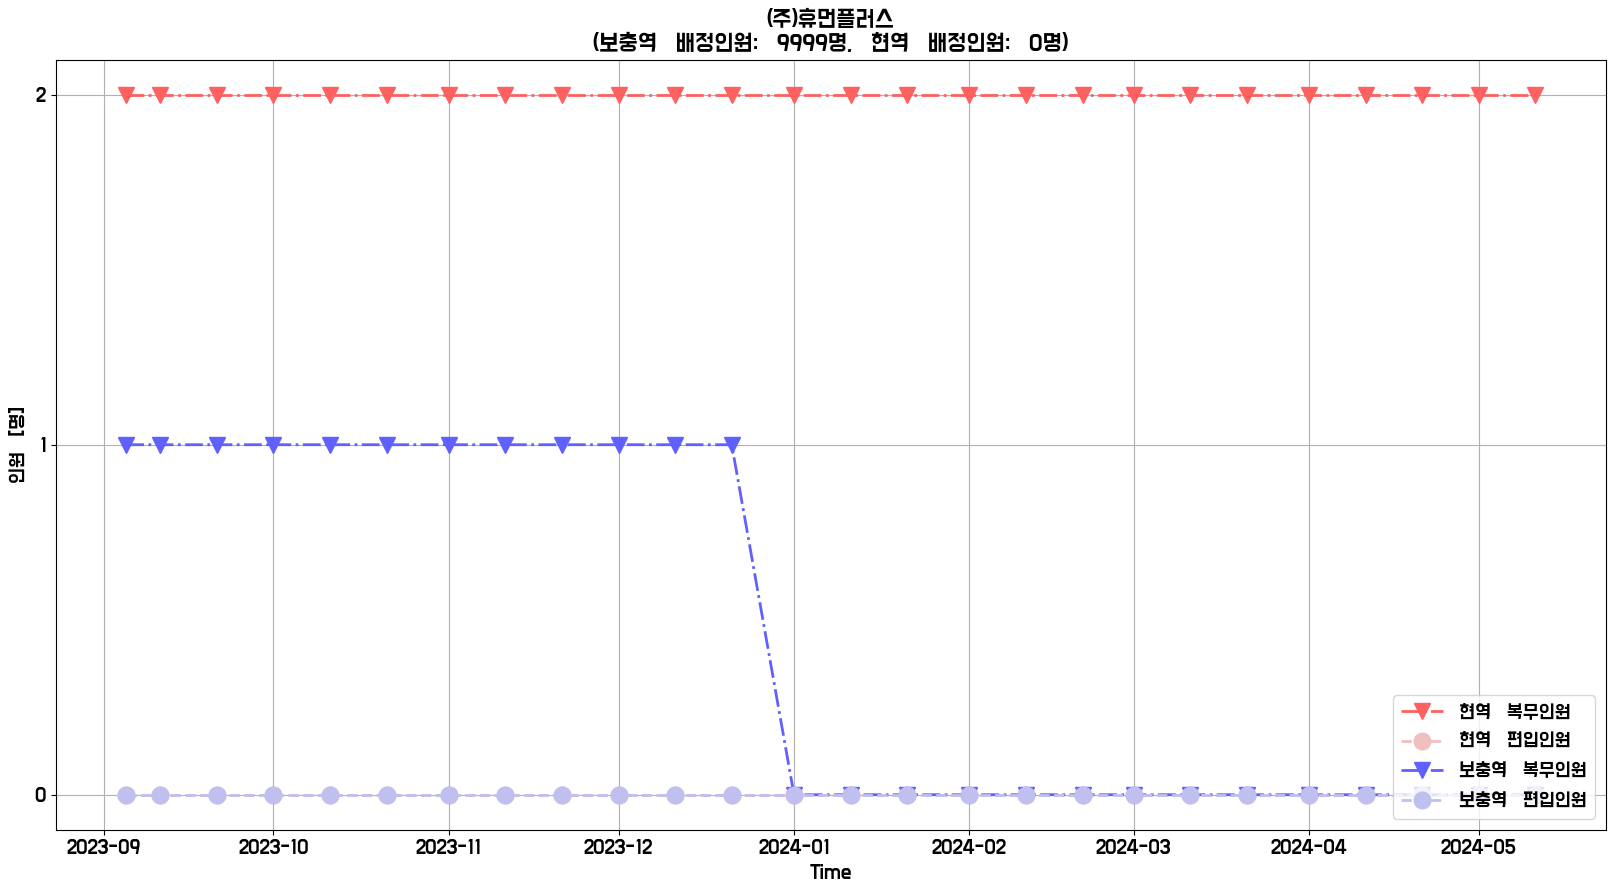 (주)휴먼플러스
(보충역 배정인원: 9999명, 현역 배정인원: 0명)
인원 [명]
2
1
0
현역 복무인원
현역 편입인원
보충역 복무인원
보충역 편입인원
2023-09 2023-10 2023-11 2023-12 2024-01 2024-02 2024-03 2024-04 2024-05
Time